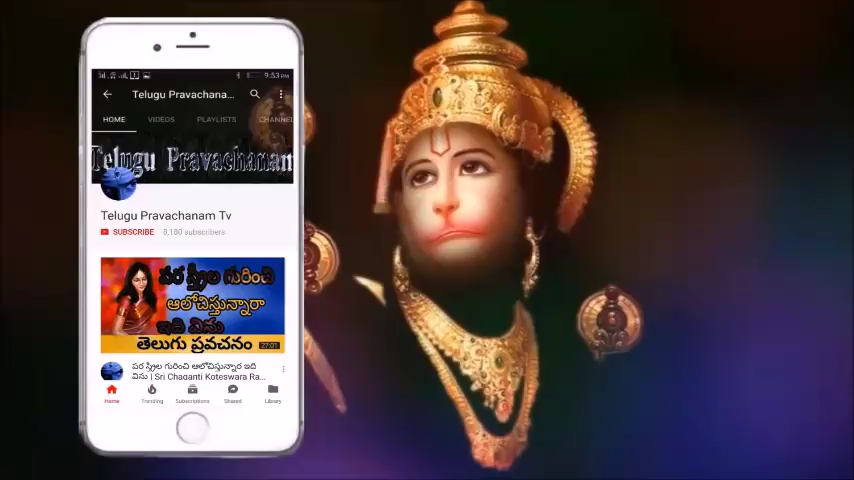 9:53 PM
Telugu Pravachana...
HOME VIDEOS PLAYLISTS CHANNEL
Telugu Pravachanam
Telugu Pravachanam Tv
SUBSCRIBE 8,180 subscribers
పర స్త్రీల గురించి
ఆలోచిస్తున్నారా
ఇది విను
తెలుగు ప్రవచనం 27:01
పర స్త్రీల గురించి ఆలోచిస్తున్నార ఇది
విను | Sri Chaganti Koteswara Ra...
Home Trending Subscriptions Shared Library